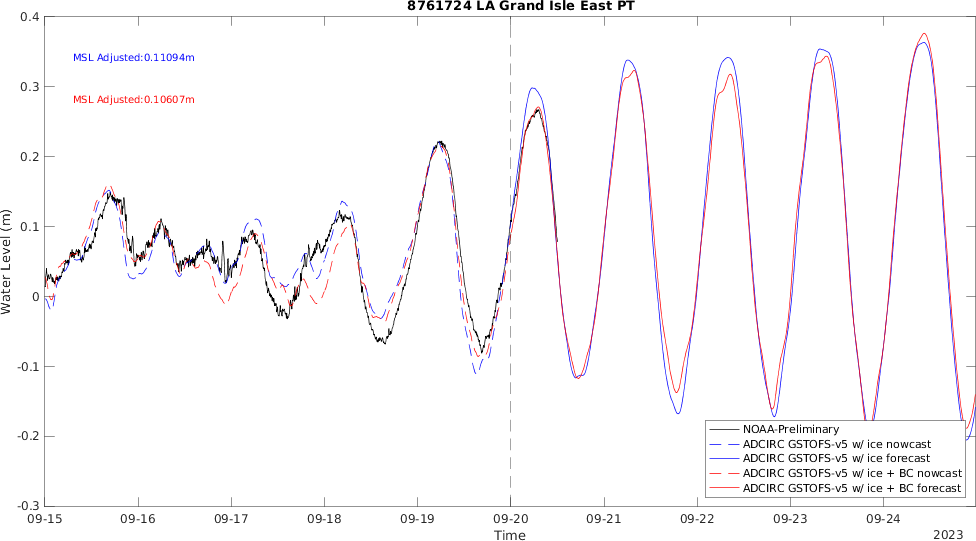 8761724 LA Grand Isle East PT
MSL Adjusted:0.11094m
MSL Adjusted:0.10607m
Water Level (m)
0.4
0.3
0.2
0.1
0
-0.1
-0.2
-0.3
NOAA-Preliminary
ADCIRC GSTOFS-v5 w/ ice nowcast
ADCIRC GSTOFS-v5 w/ ice forecast
ADCIRC GSTOFS-v5 w/ ice + BC nowcast
ADCIRC GSTOFS-v5 w/ ice + BC forecast
09-15 09-16 09-17 09-18 09-19 09-20 09-21 09-22 09-23 09-24
Time
2023